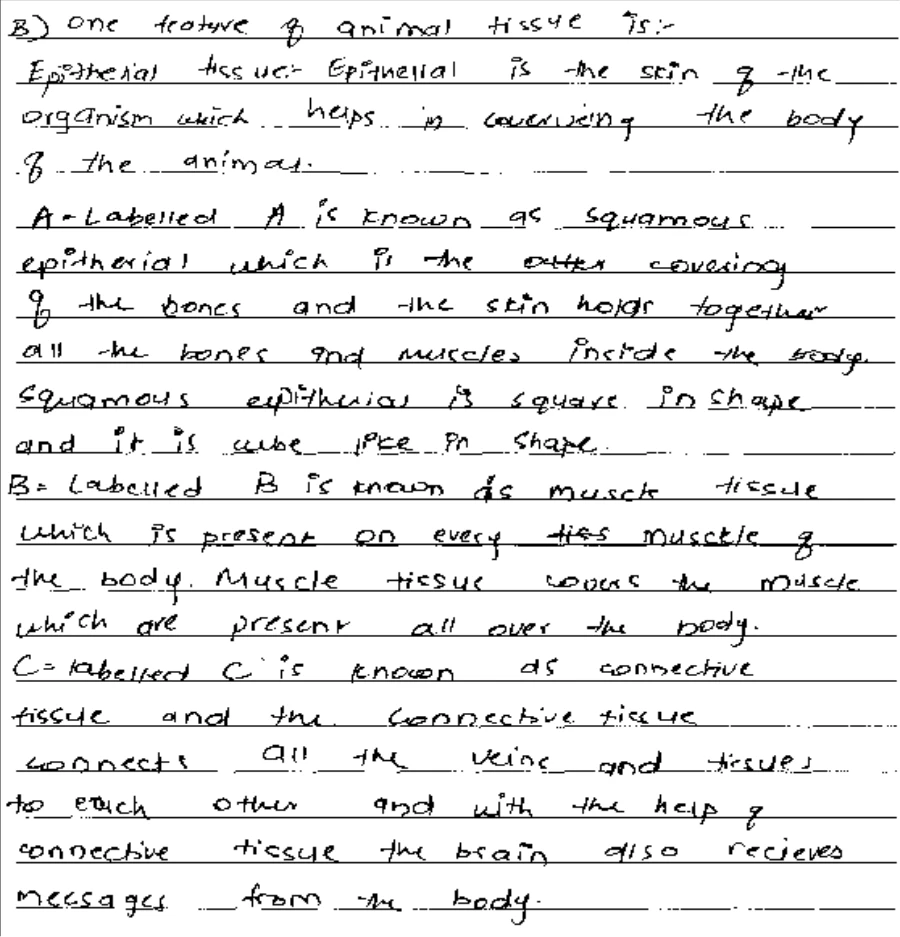 B) One feature of animal tissue is:-
Epitherial tissue:- Epithelial is the skin of the
organism which helps in coverieing the body
of the animal.
A-Labelled A is known as squamous
epitherial which is the outter covering
of the bones and the skin holds together
all the bones and muscles inside the body.
Squamous epitherial is square in shape
and it is cube like in shape.
B= Labelled B is known as muscle tissue
which is present on every muscle of
the body. Muscle tissue covers the muscle
which are present all over the body.
C= labelled C is known as connective
tissue and the connective tissue
connects all the veins and tissues
to each other and with the help of
connective tissue the brain also recieves
messages from the body.